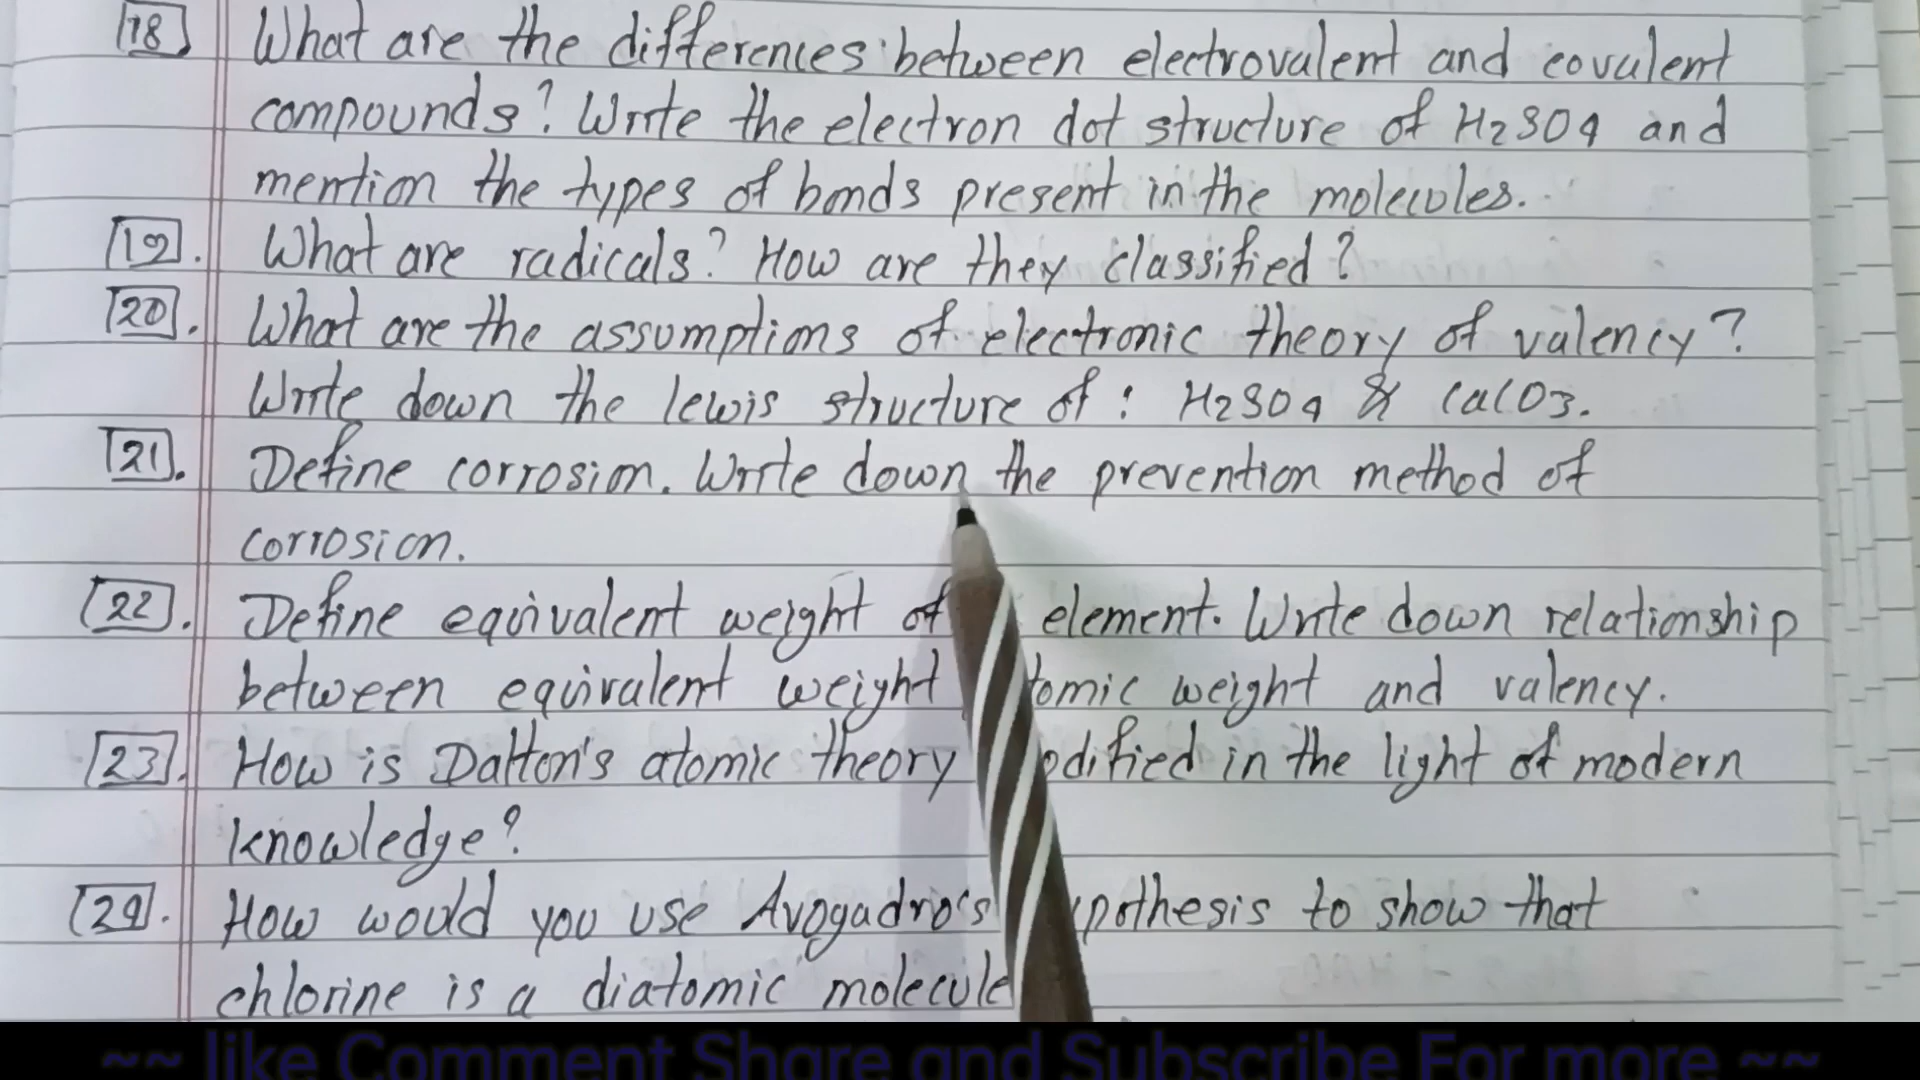 18 What are the differences between electrovalent and covalent
compounds? Write the electron dot structure of H2SO4 and
mention the types of bonds present in the molecules.
19. What are radicals? How are they classified?
20. What are the assumptions of electronic theory of valency?
Write down the lewis structure of: H2SO4 & CaCO3.
21. Define corrosion. Write down the prevention method of
corrosion.
22. Define equivalent weight of element. Write down relationship
between equivalent weight tomic weight and valency.
23. How is Dalton's atomic theory odified in the light of modern
knowledge?
24. How would you use Avogadro's ypothesis to show that
chlorine is a diatomic molecule
~~ like Comment Share and Subscribe For more ~~